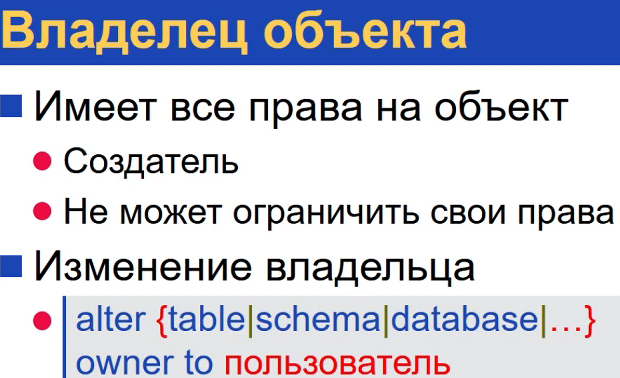 Владелец объекта
Имеет все права на объект
Создатель
Не может ограничить свои права
Изменение владельца
alter {table|schema|database|…}
owner to пользователь